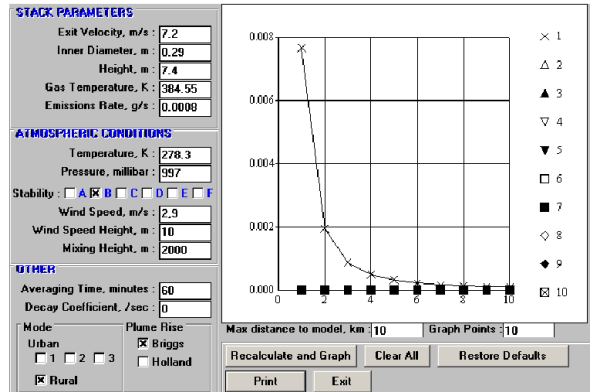 STACK PARAMETERS
Exit Velocity, m/s : 7.2
Inner Diameter, m : 0.29
Height, m : 7.4
Gas Temperature, K : 384.55
Emissions Rate, g/s : 0.0008
ATMOSPHERIC CONDITIONS
Temperature, K : 278.3
Pressure, millibar : 997
Stability : A B C D E F
Wind Speed, m/s : 2.9
Wind Speed Height, m : 10
Mixing Height, m : 2000
OTHER
Averaging Time, minutes : 60
Decay Coefficient, /sec : 0
Mode
Urban
1 2 3
Rural
Plume Rise
Briggs
Holland
0.008
0.006
0.004
0.002
0.000
0 2 4 6 8 10
1
2
3
4
5
6
7
8
9
10
Max distance to model, km : 10 Graph Points : 10
Recalculate and Graph Clear All Restore Defaults
Print Exit